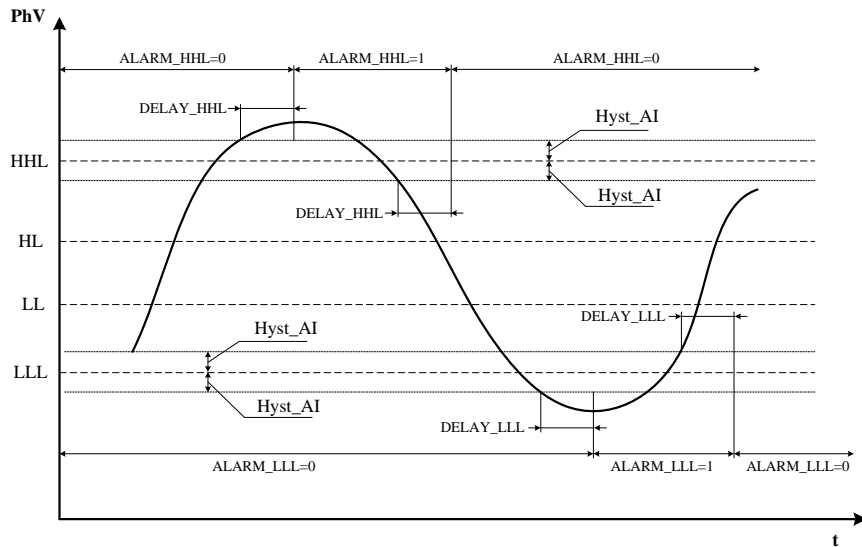 PhV
ALARM_HHL=0
ALARM_HHL=1
ALARM_HHL=0
DELAY_HHL
Hyst_AI
HHL
Hyst_AI
DELAY_HHL
HL
LL
DELAY_LLL
Hyst_AI
LLL
Hyst_AI
DELAY_LLL
ALARM_LLL=0
ALARM_LLL=1
ALARM_LLL=0
t